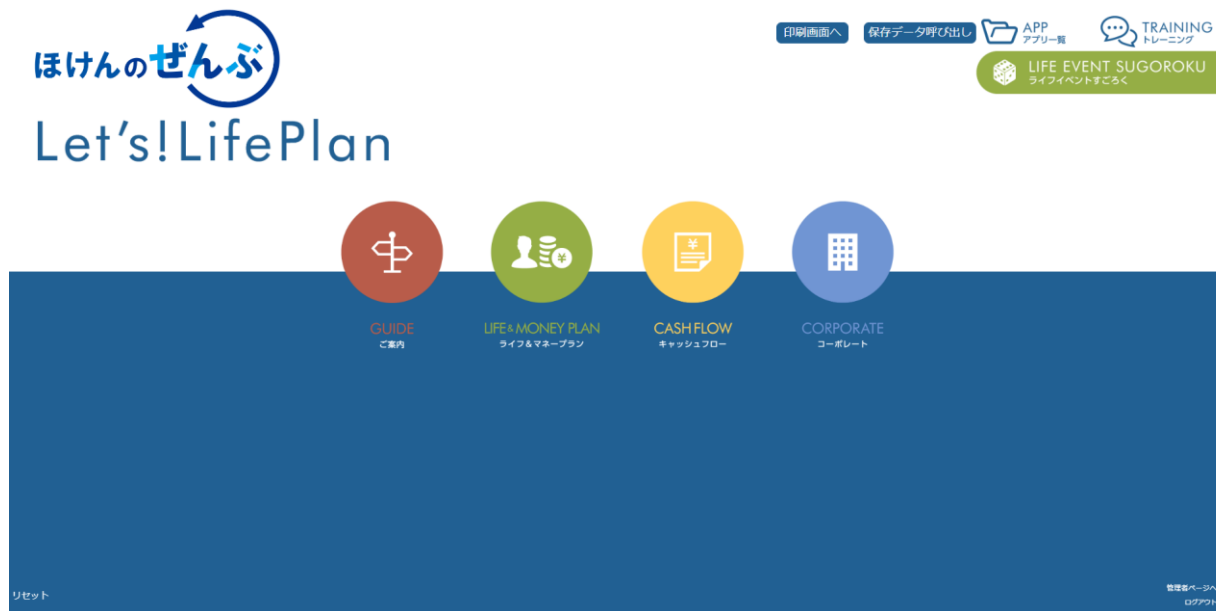 ほけんのぜんぶ
Let's!LifePlan
印刷画面へ
保存データ呼び出し
APP
アプリ一覧
TRAINING
トレーニング
LIFE EVENT SUGOROKU
ライフイベントすごろく
GUIDE
ご案内
LIFE&MONEY PLAN
ライフ&マネープラン
CASH FLOW
キャッシュフロー
CORPORATE
コーポレート
リセット
管理者ページへ
ログアウト